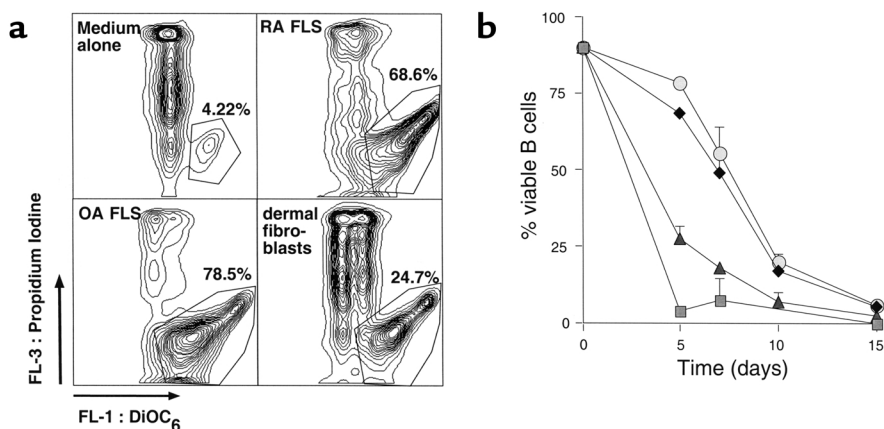 a
Medium
alone
4.22%
RA FLS
68.6%
OA FLS
78.5%
dermal
fibro-
blasts
24.7%
FL-3 : Propidium Iodine
FL-1 : DiOC6
b
% viable B cells
100
75
50
25
0
0
5
10
15
Time (days)